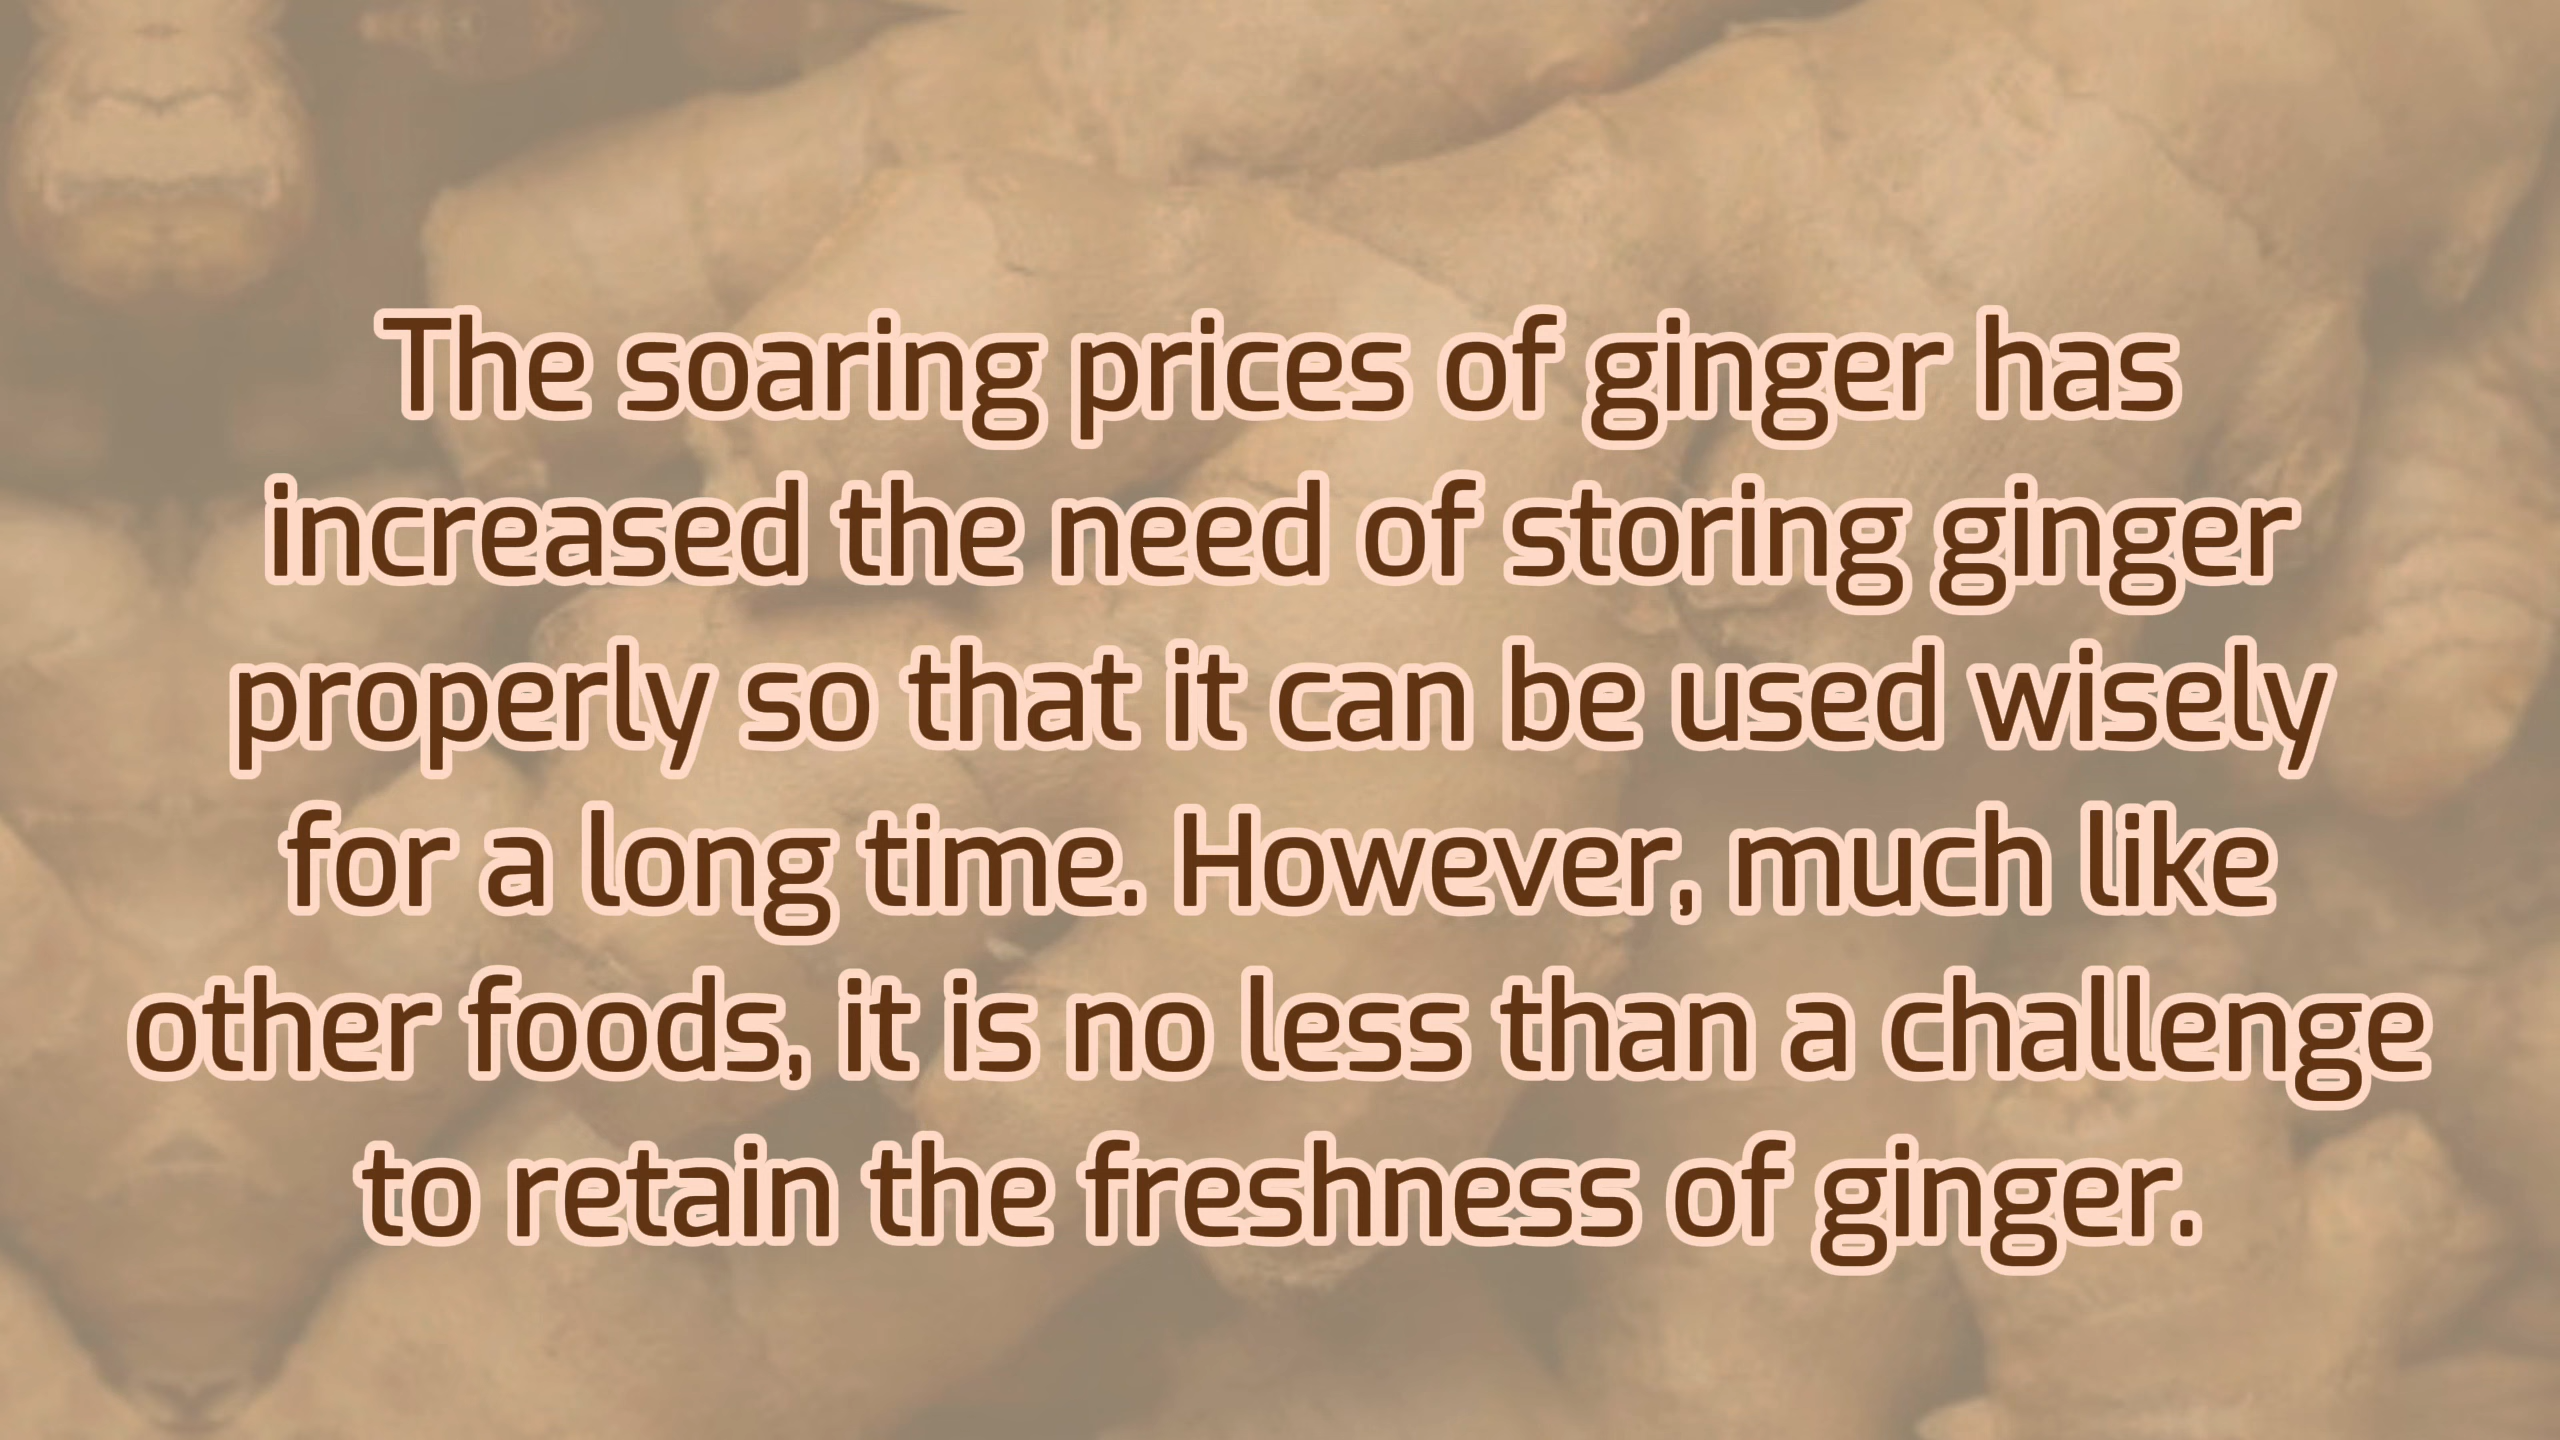 The soaring prices of ginger has
increased the need of storing ginger
properly so that it can be used wisely
for a long time. However, much like
other foods, it is no less than a challenge
to retain the freshness of ginger.